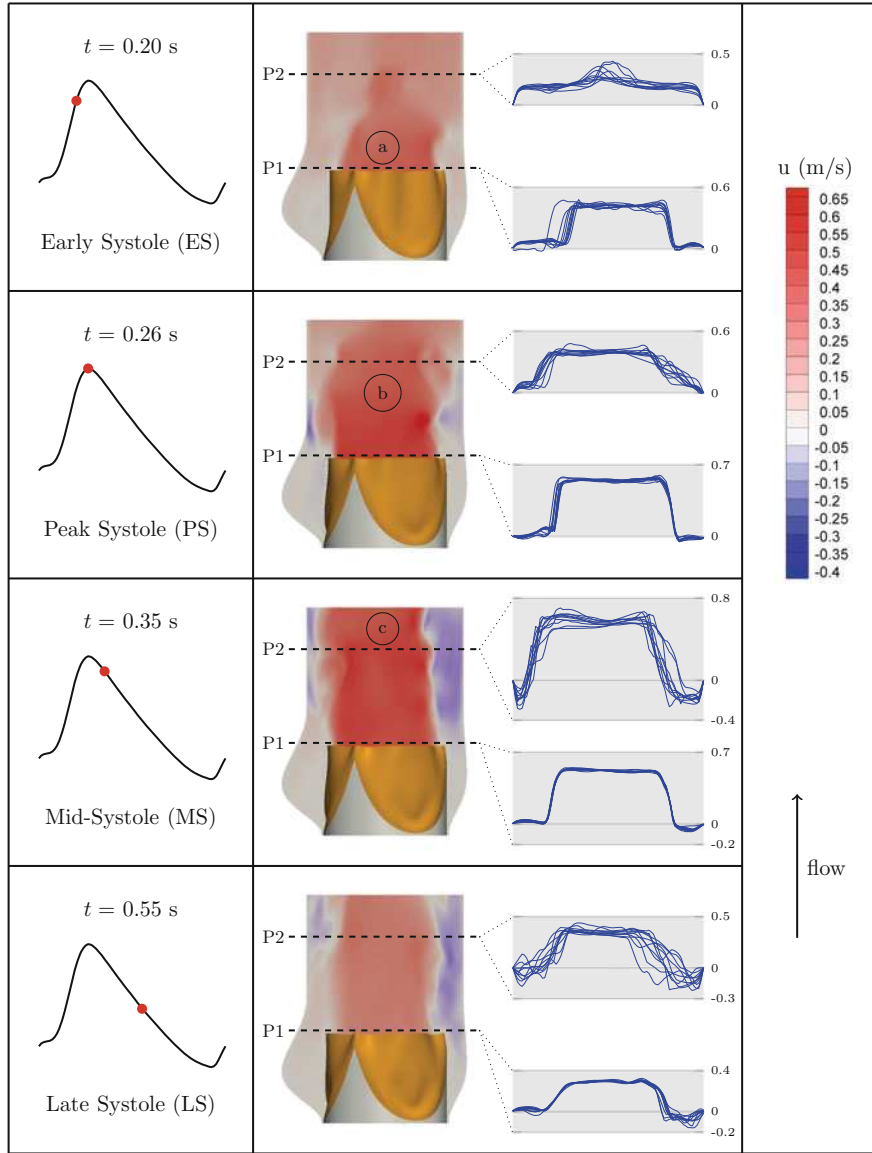 t = 0.20 s
Early Systole (ES)
P2
P1
a
0.5
0
0.6
0
t = 0.26 s
Peak Systole (PS)
P2
P1
b
0.6
0
0.7
0
t = 0.35 s
Mid-Systole (MS)
P2
P1
c
0.8
0
-0.4
0.7
0
-0.2
t = 0.55 s
Late Systole (LS)
P2
P1
0.5
0
-0.3
0.4
0
-0.2
u (m/s)
0.65
0.6
0.55
0.5
0.45
0.4
0.35
0.3
0.25
0.2
0.15
0.1
0.05
0
-0.05
-0.1
-0.15
-0.2
-0.25
-0.3
-0.35
-0.4
flow